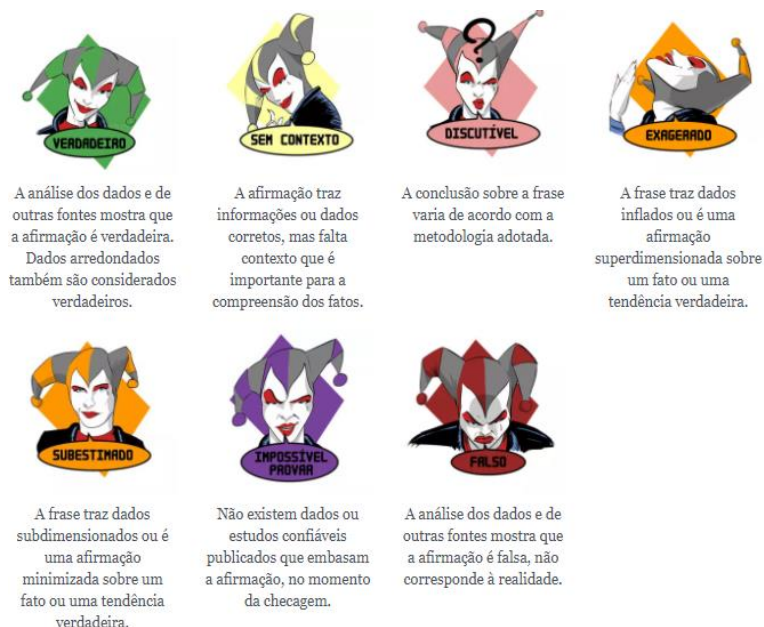 VERDADEIRO
A análise dos dados e de
outras fontes mostra que
a afirmação é verdadeira.
Dados arredondados
também são considerados
verdadeiros.
SEM CONTEXTO
A afirmação traz
informações ou dados
corretos, mas falta
contexto que é
importante para a
compreensão dos fatos.
?
DISCUTÍVEL
A conclusão sobre a frase
varia de acordo com a
metodologia adotada.
EXAGERADO
A frase traz dados
inflados ou é uma
afirmação
superdimensionada sobre
um fato ou uma
tendência verdadeira.
SUBESTIMADO
A frase traz dados
subdimensionados ou é
uma afirmação
minimizada sobre um
fato ou uma tendência
verdadeira.
IMPOSSÍVEL
PROVAR
Não existem dados ou
estudos confiáveis
publicados que embasam
a afirmação, no momento
da checagem.
FALSO
A análise dos dados e de
outras fontes mostra que
a afirmação é falsa, não
corresponde à realidade.